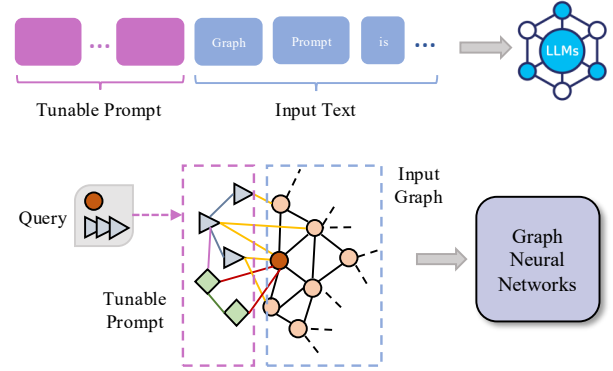 ...
Graph
Prompt
is
...
LLMs
Tunable Prompt
Input Text
Query
Input
Graph
Tunable
Prompt
Graph
Neural
Networks